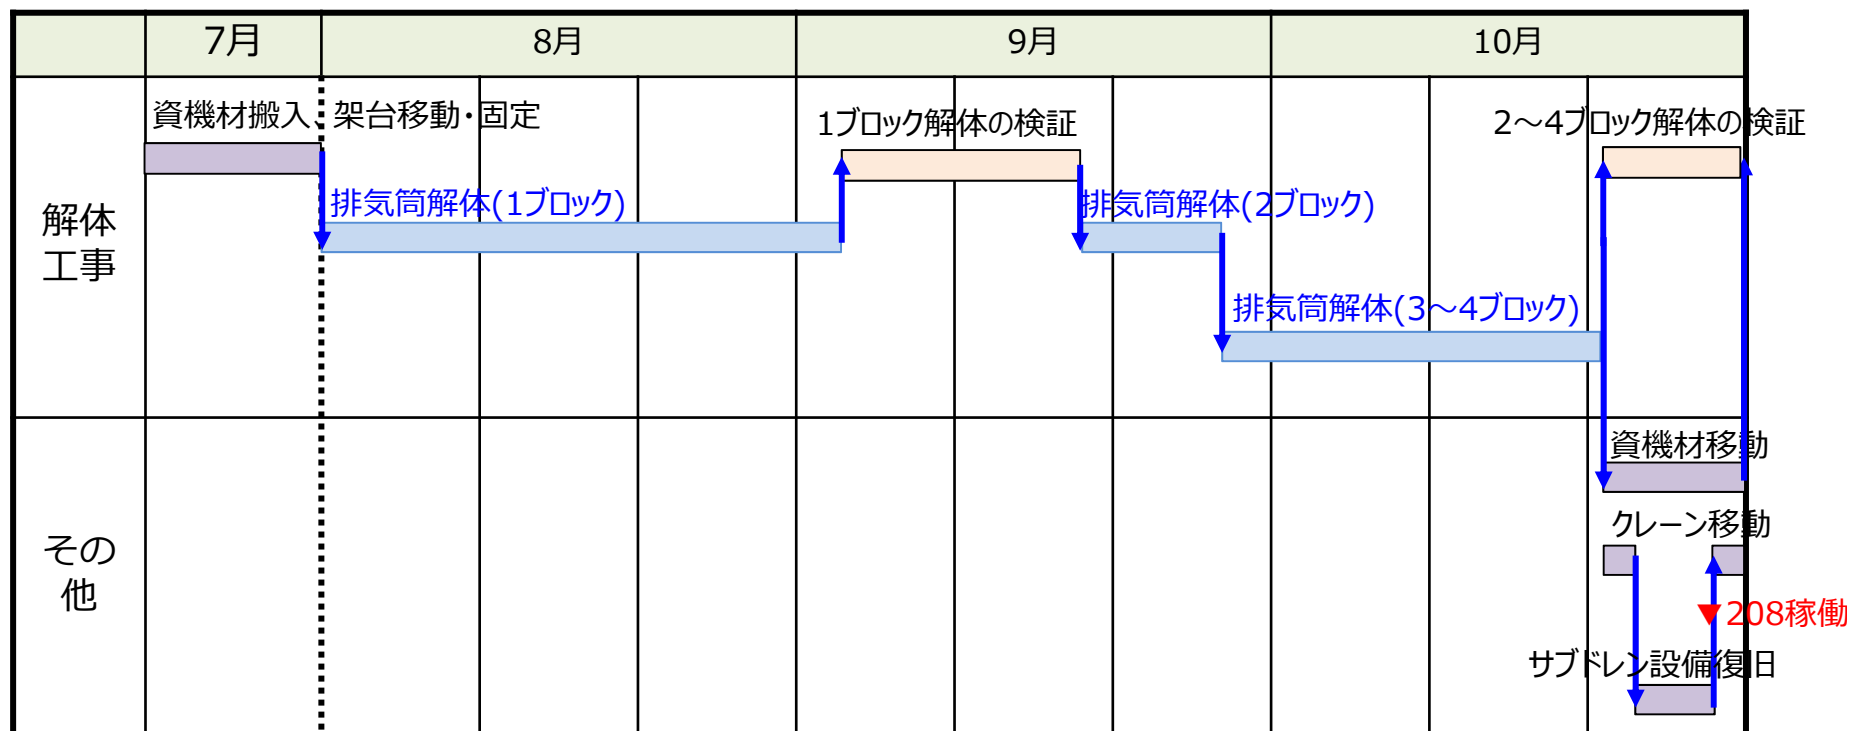 7月
8月
9月
10月
解体
工事
資機材搬入、架台移動・固定
1ブロック解体の検証
2～4ブロック解体の検証
排気筒解体(1ブロック)
排気筒解体(2ブロック)
排気筒解体(3～4ブロック)
その
他
資機材移動
クレーン移動
▼208稼働
サブドレン設備復旧